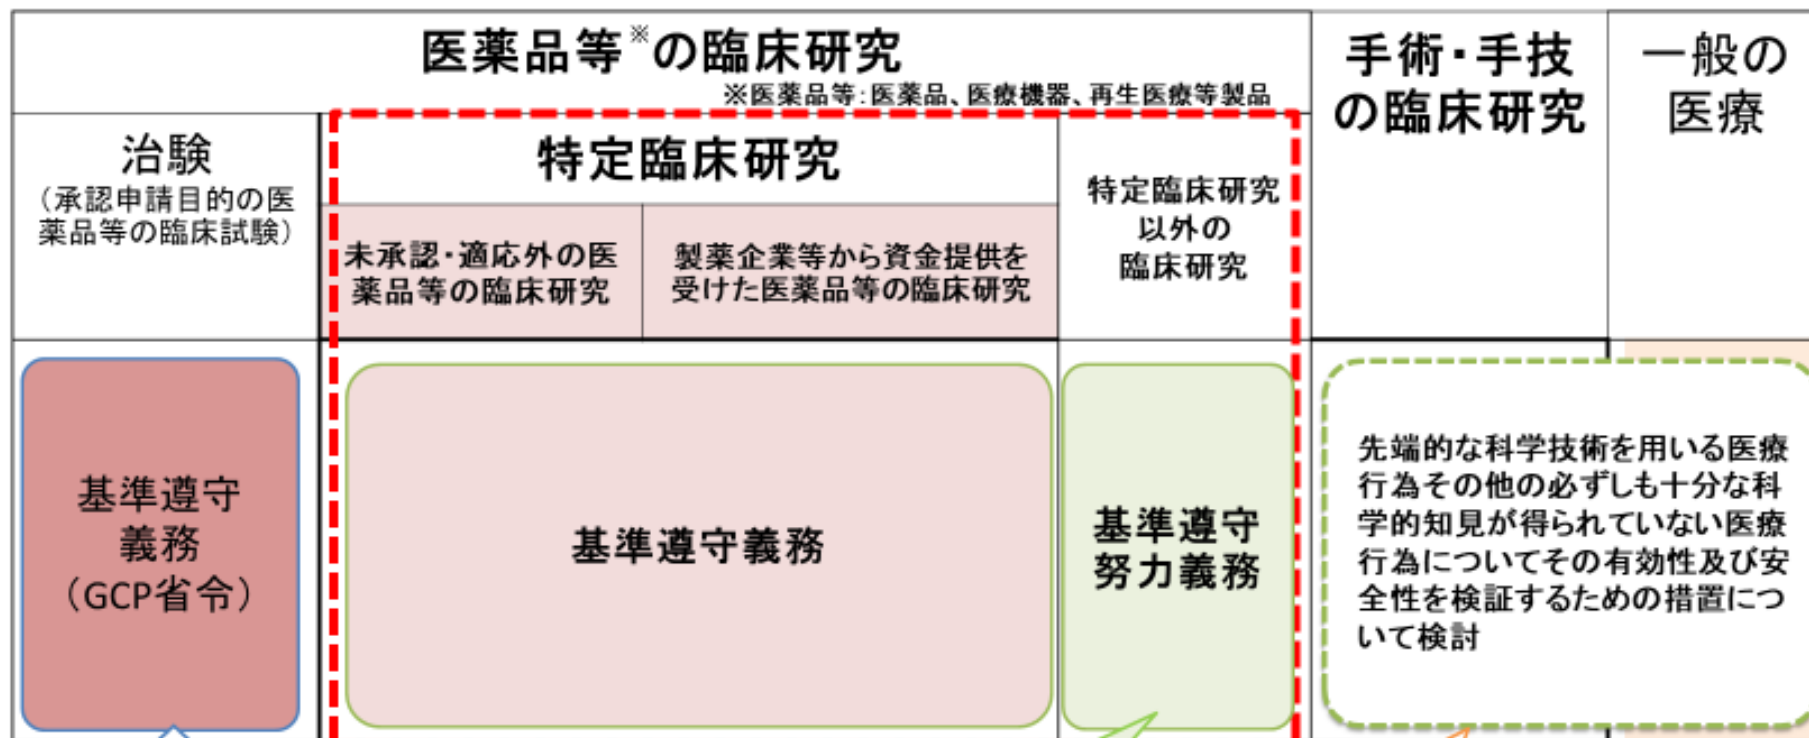 医薬品等※の臨床研究
※医薬品等：医薬品、医療機器、再生医療等製品
手術・手技
の臨床研究
一般の
医療
治験
（承認申請目的の医
薬品等の臨床試験）
特定臨床研究
未承認・適応外の医
薬品等の臨床研究
製薬企業等から資金提供を
受けた医薬品等の臨床研究
特定臨床研究
以外の
臨床研究
基準遵守
義務
（GCP省令）
基準遵守義務
基準遵守
努力義務
先端的な科学技術を用いる医療
行為その他の必ずしも十分な科
学的知見が得られていない医療
行為についてその有効性及び安
全性を検証するための措置につ
いて検討